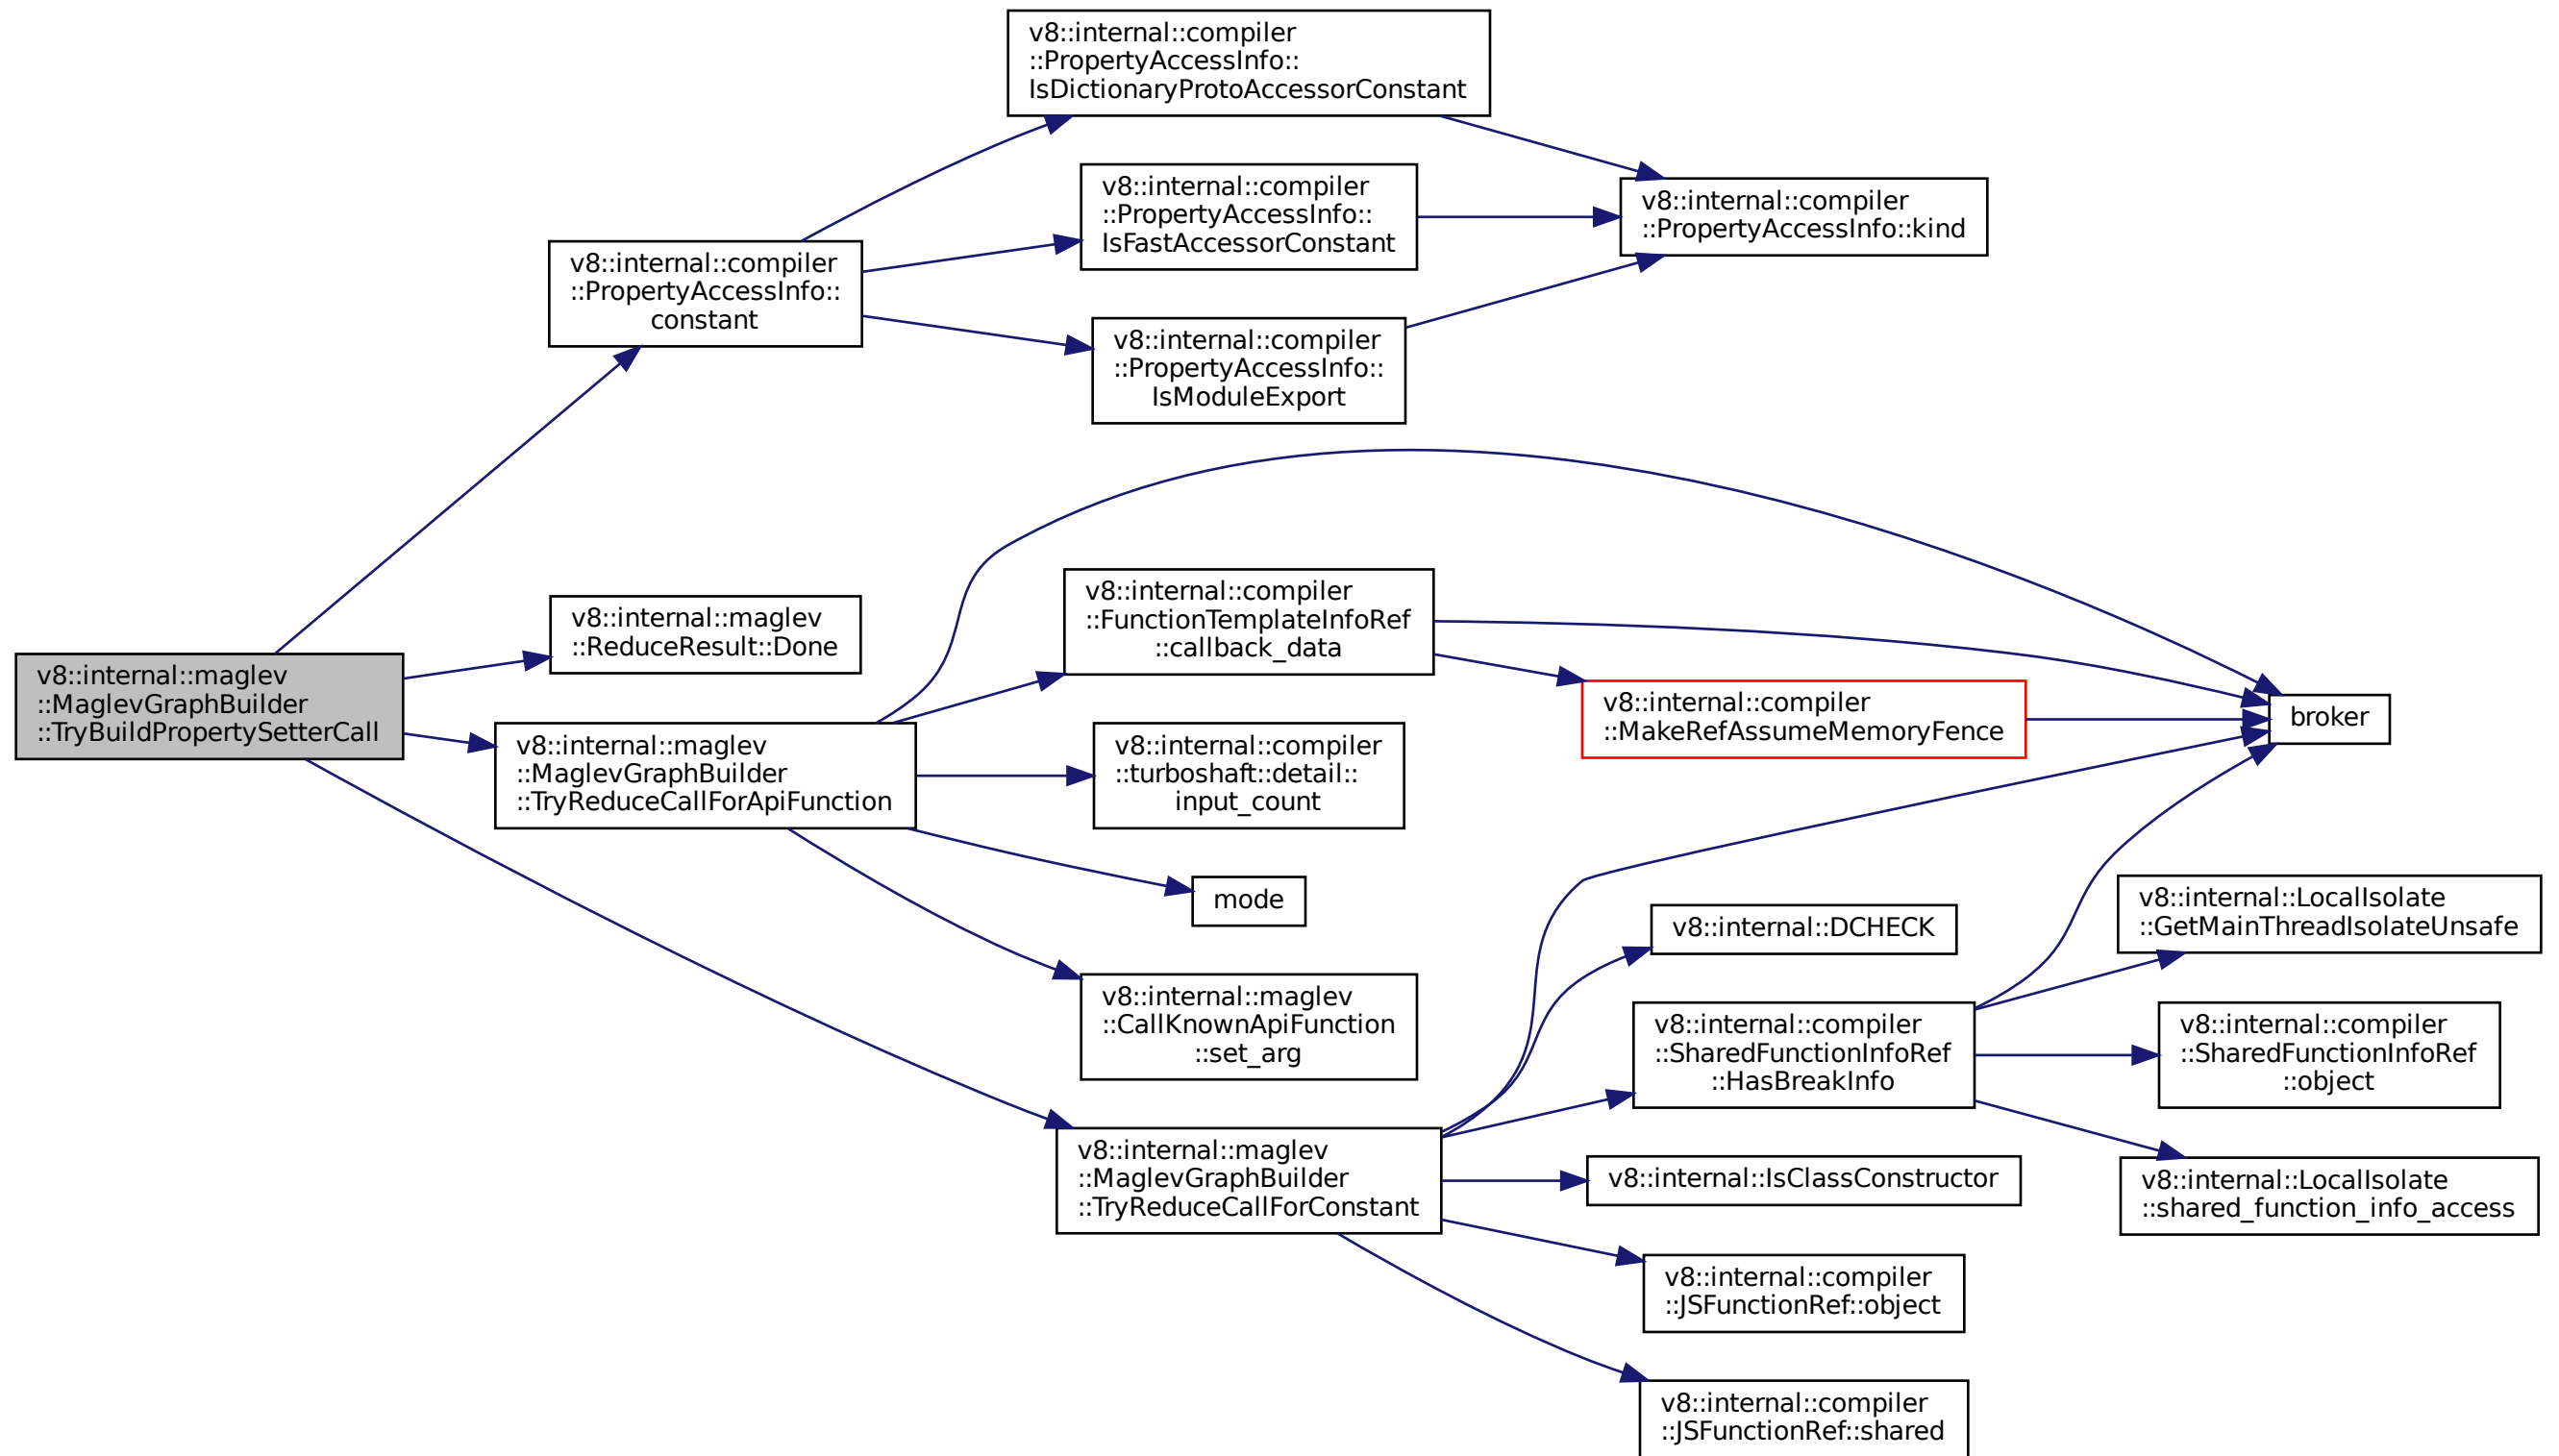 v8::internal::compiler
::PropertyAccessInfo::
IsDictionaryProtoAccessorConstant
v8::internal::compiler
::PropertyAccessInfo::
IsFastAccessorConstant
v8::internal::compiler
::PropertyAccessInfo::kind
v8::internal::compiler
::PropertyAccessInfo::
constant
v8::internal::compiler
::PropertyAccessInfo::
IsModuleExport
v8::internal::maglev
::ReduceResult::Done
v8::internal::compiler
::FunctionTemplateInfoRef
::callback_data
v8::internal::maglev
::MaglevGraphBuilder
::TryBuildPropertySetterCall
v8::internal::compiler
::MakeRefAssumeMemoryFence
broker
v8::internal::maglev
::MaglevGraphBuilder
::TryReduceCallForApiFunction
v8::internal::compiler
::turboshaft::detail::
input_count
mode
v8::internal::DCHECK
v8::internal::LocalIsolate
::GetMainThreadIsolateUnsafe
v8::internal::maglev
::CallKnownApiFunction
::set_arg
v8::internal::compiler
::SharedFunctionInfoRef
::HasBreakInfo
v8::internal::compiler
::SharedFunctionInfoRef
::object
v8::internal::maglev
::MaglevGraphBuilder
::TryReduceCallForConstant
v8::internal::IsClassConstructor
v8::internal::LocalIsolate
::shared_function_info_access
v8::internal::compiler
::JSFunctionRef::object
v8::internal::compiler
::JSFunctionRef::shared